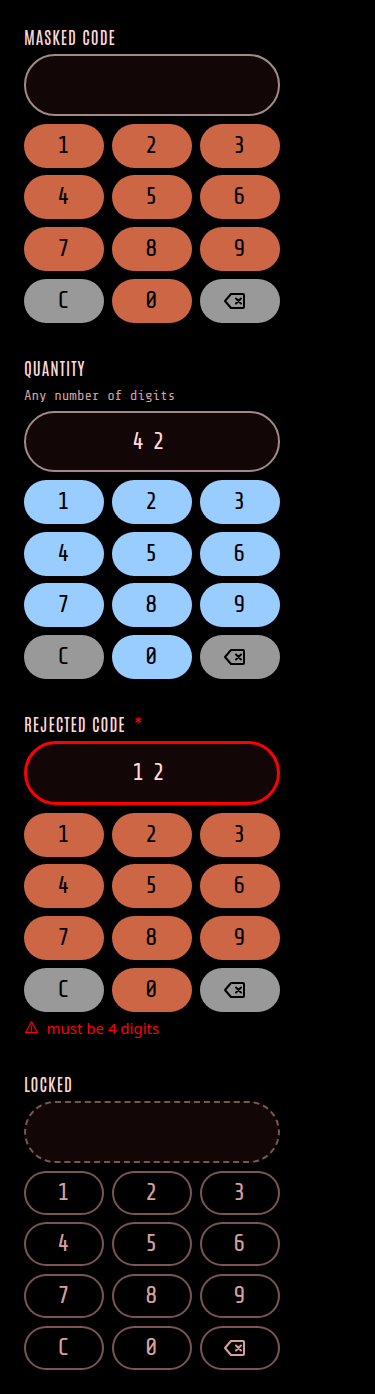 MASKED CODE
1 2 3
4 5 6
7 8 9
C 0
QUANTITY
Any number of digits
4 2
1 2 3
4 5 6
7 8 9
C 0
REJECTED CODE *
1 2
1 2 3
4 5 6
7 8 9
C 0
must be 4 digits
LOCKED
1 2 3
4 5 6
7 8 9
C 0